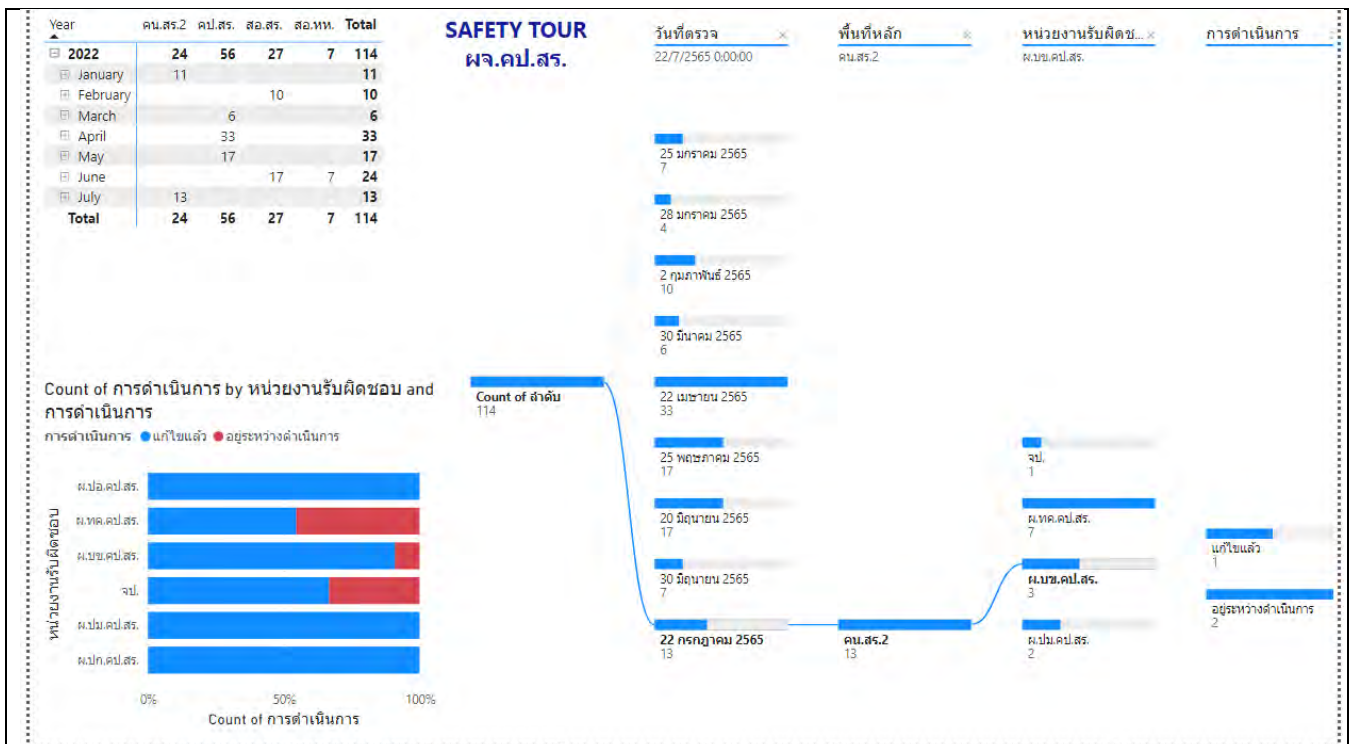 Year คน.สร.2 คป.สร. สอ.สร. สอ.หห. Total
2022 24 56 27 7 114
January 11 11
February 10 10
March 6 6
April 33 33
May 17 17
June 17 7 24
July 13 13
Total 24 56 27 7 114
SAFETY TOUR
ผจ.คป.สร.
Count of การดำเนินการ by หน่วยงานรับผิดชอบ and
การดำเนินการ
การดำเนินการ แก้ไขแล้ว อยู่ระหว่างดำเนินการ
หน่วยงานรับผิดชอบ
ผ.ปอ.คป.สร.
ผ.ทค.คป.สร.
ผ.บข.คป.สร.
จป.
ผ.ปม.คป.สร.
ผ.ปก.คป.สร.
0% 50% 100%
Count of การดำเนินการ
Count of ลำดับ
114
วันที่ตรวจ
22/7/2565 0:00:00
25 มกราคม 2565
7
28 มกราคม 2565
4
2 กุมภาพันธ์ 2565
10
30 มีนาคม 2565
6
22 เมษายน 2565
33
25 พฤษภาคม 2565
17
20 มิถุนายน 2565
17
30 มิถุนายน 2565
7
22 กรกฎาคม 2565
13
พื้นที่หลัก
คน.สร.2
คน.สร.2
13
หน่วยงานรับผิดช...
ผ.บข.คป.สร.
จป.
1
ผ.ทค.คป.สร.
7
ผ.บข.คป.สร.
3
ผ.ปม.คป.สร.
2
การดำเนินการ
แก้ไขแล้ว
1
อยู่ระหว่างดำเนินการ
2